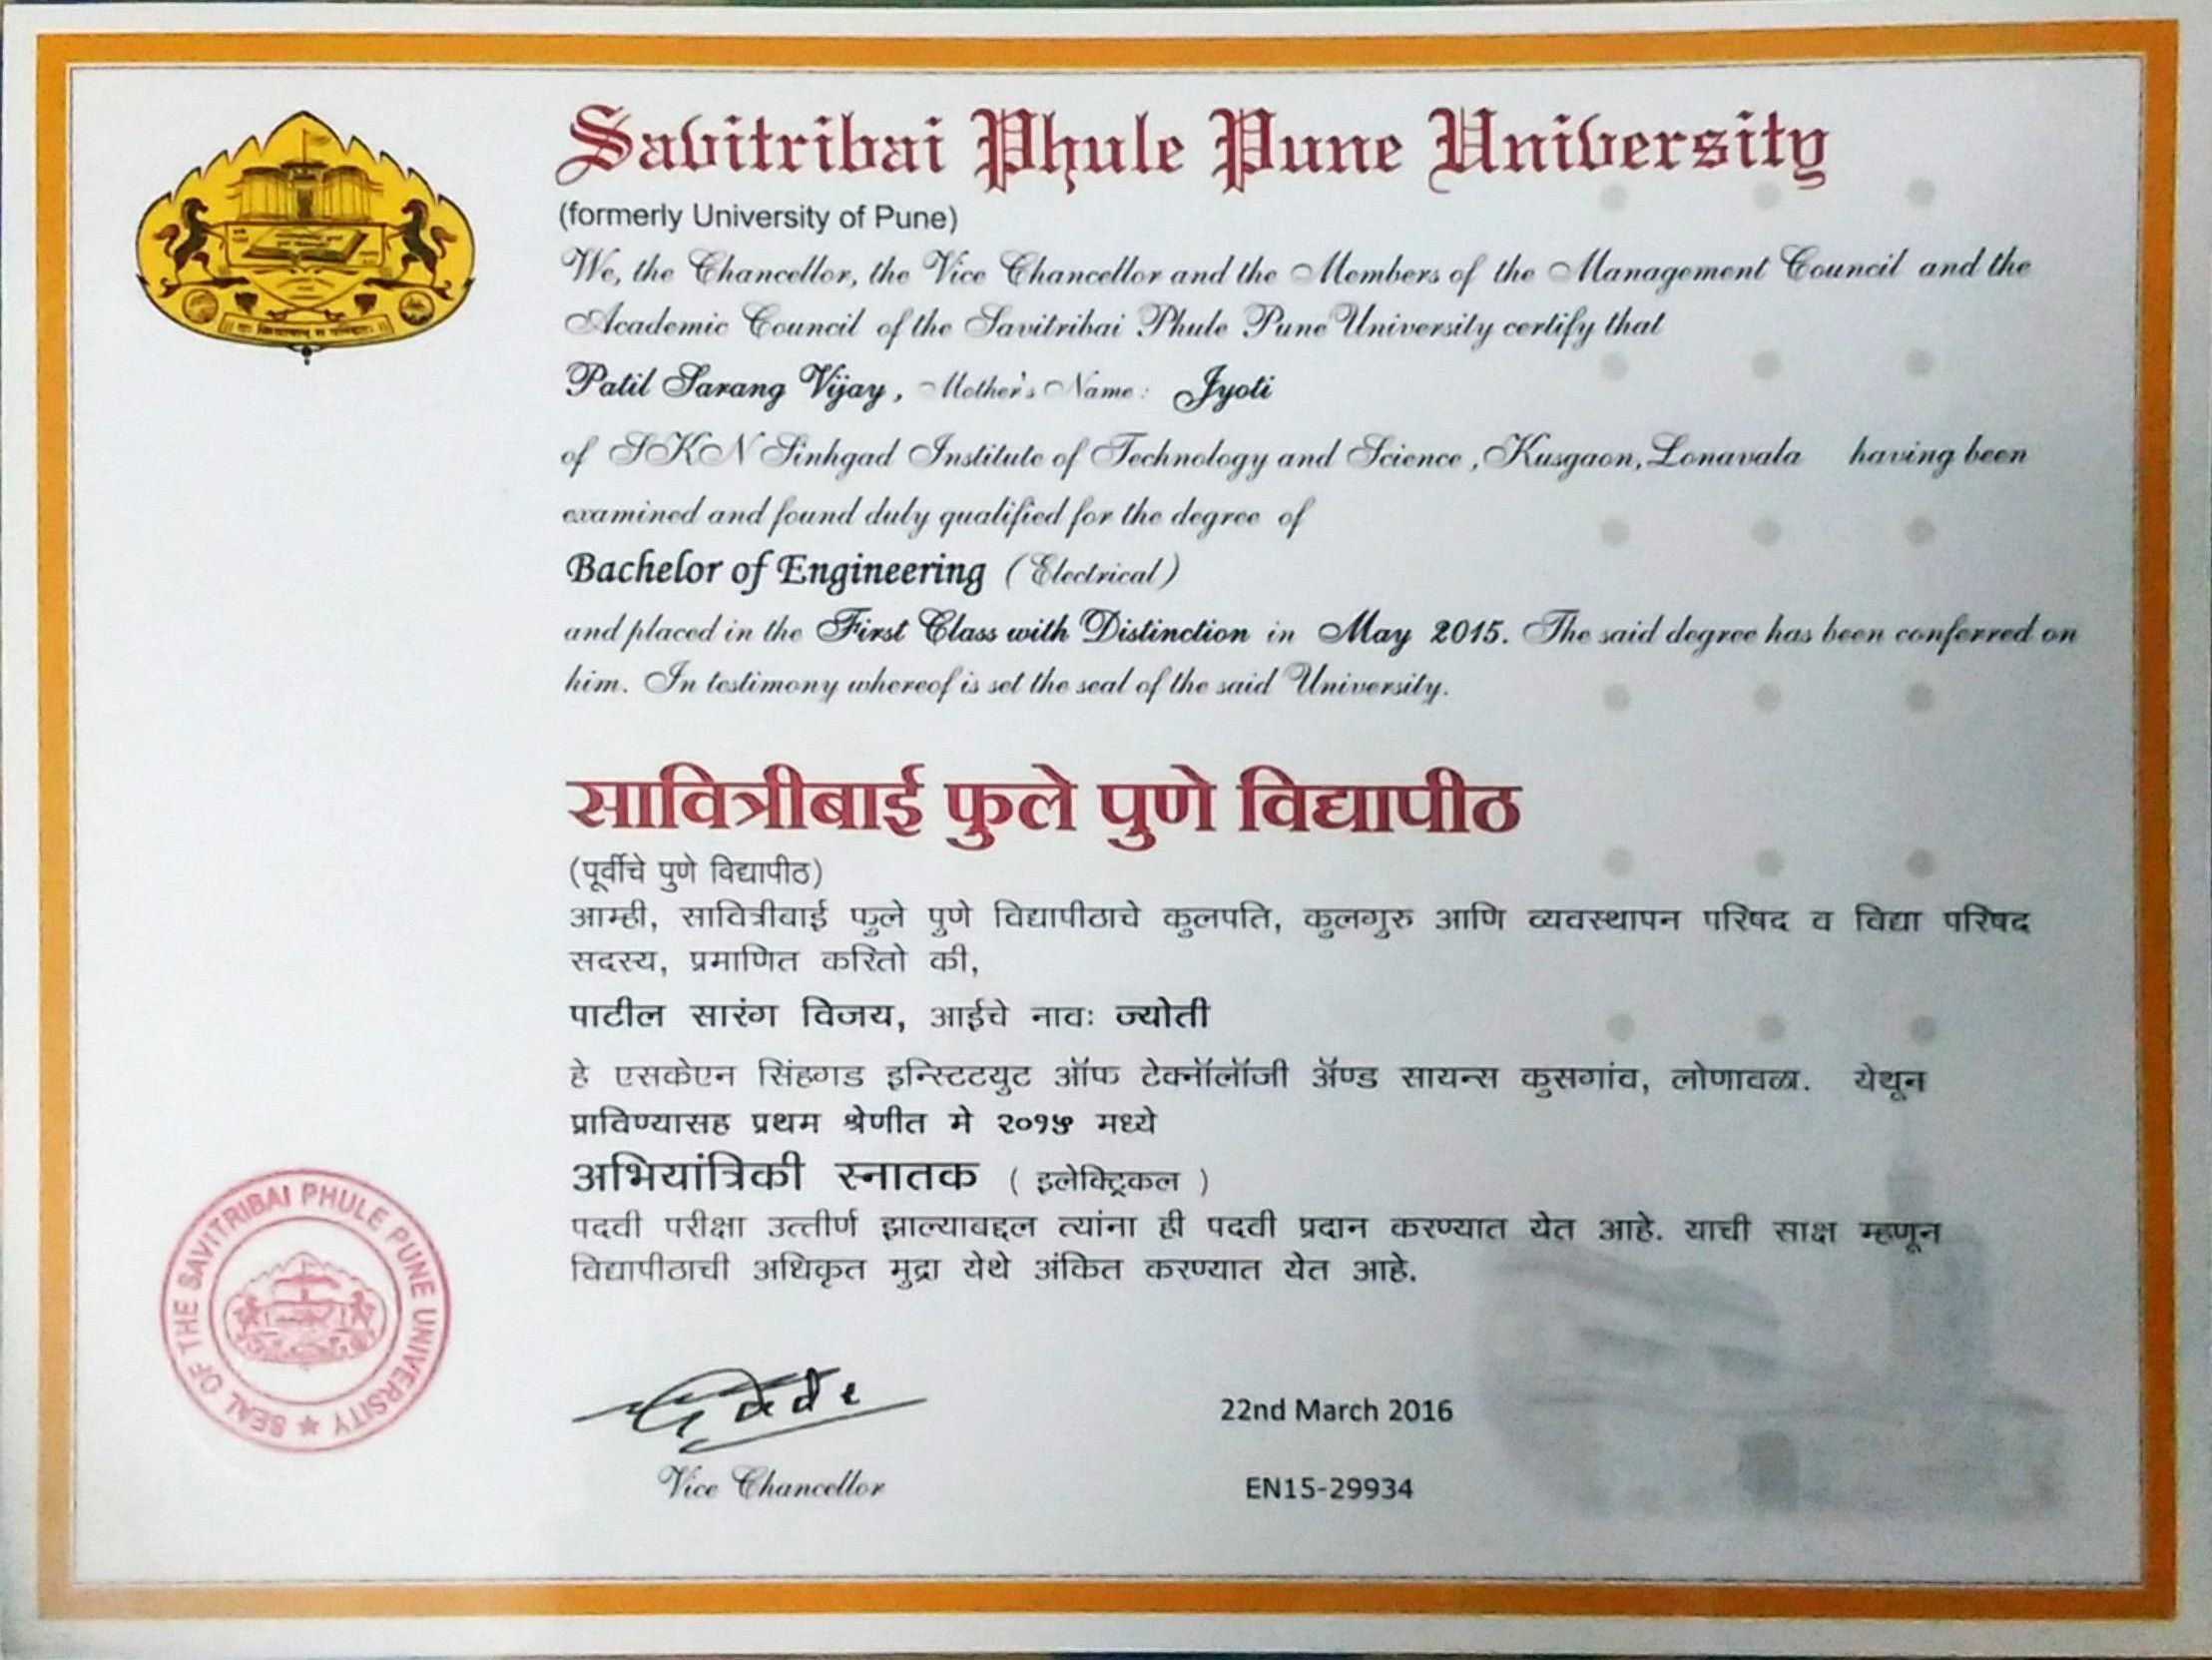 Savitribai Phule Pune University
(formerly University of Pune)
We, the Chancellor, the Vice Chancellor and the Members of the Management Council and the
Academic Council of the Savitribai Phule Pune University certify that
Patil Sarang Vijay, Mother's Name: Jyoti
of SKN Sinhgad Institute of Technology and Science, Kusgaon, Lonavala having been
examined and found duly qualified for the degree of
Bachelor of Engineering (Electrical)
and placed in the First Class with Distinction in May 2015. The said degree has been conferred on
him. In testimony whereof is set the seal of the said University.
सावित्रीबाई फुले पुणे विद्यापीठ
(पूर्वीचे पुणे विद्यापीठ)
आम्ही, सावित्रीबाई फुले पुणे विद्यापीठाचे कुलपति, कुलगुरु आणि व्यवस्थापन परिषद व विद्या परिषद
सदस्य, प्रमाणित करितो की,
पाटील सारंग विजय, आईचे नावः ज्योती
हे एसकेएन सिंहगड इन्स्टिटयुट ऑफ टेक्नॉलॉजी ॲण्ड सायन्स कुसगांव, लोणावळा. येथून
प्राविण्यासह प्रथम श्रेणीत मे २०१५ मध्ये
अभियांत्रिकी स्नातक ( इलेक्ट्रिकल )
पदवी परीक्षा उत्तीर्ण झाल्याबद्दल त्यांना ही पदवी प्रदान करण्यात येत आहे. याची साक्ष म्हणून
विद्यापीठाची अधिकृत मुद्रा येथे अंकित करण्यात येत आहे.
SEAL OF THE SAVITRIBAI PHULE PUNE UNIVERSITY
22nd March 2016
Vice Chancellor
EN15-29934